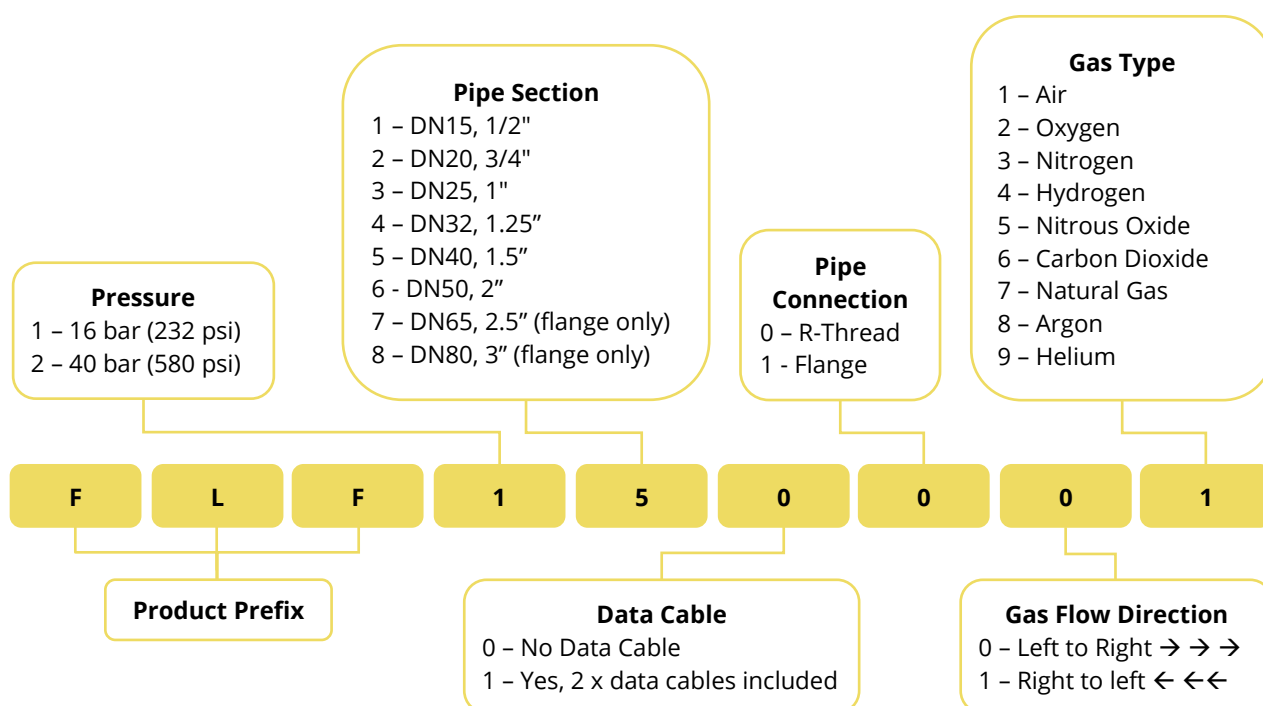 Pressure
1 – 16 bar (232 psi)
2 – 40 bar (580 psi)
Pipe Section
1 – DN15, 1/2"
2 – DN20, 3/4"
3 – DN25, 1"
4 – DN32, 1.25”
5 – DN40, 1.5”
6 - DN50, 2”
7 – DN65, 2.5” (flange only)
8 – DN80, 3” (flange only)
Pipe
Connection
0 – R-Thread
1 - Flange
Gas Type
1 – Air
2 – Oxygen
3 – Nitrogen
4 – Hydrogen
5 – Nitrous Oxide
6 – Carbon Dioxide
7 – Natural Gas
8 – Argon
9 – Helium
F L F 1 5 0 0 0 1
Product Prefix
Data Cable
0 – No Data Cable
1 – Yes, 2 x data cables included
Gas Flow Direction
0 – Left to Right → → →
1 – Right to left ← ←←